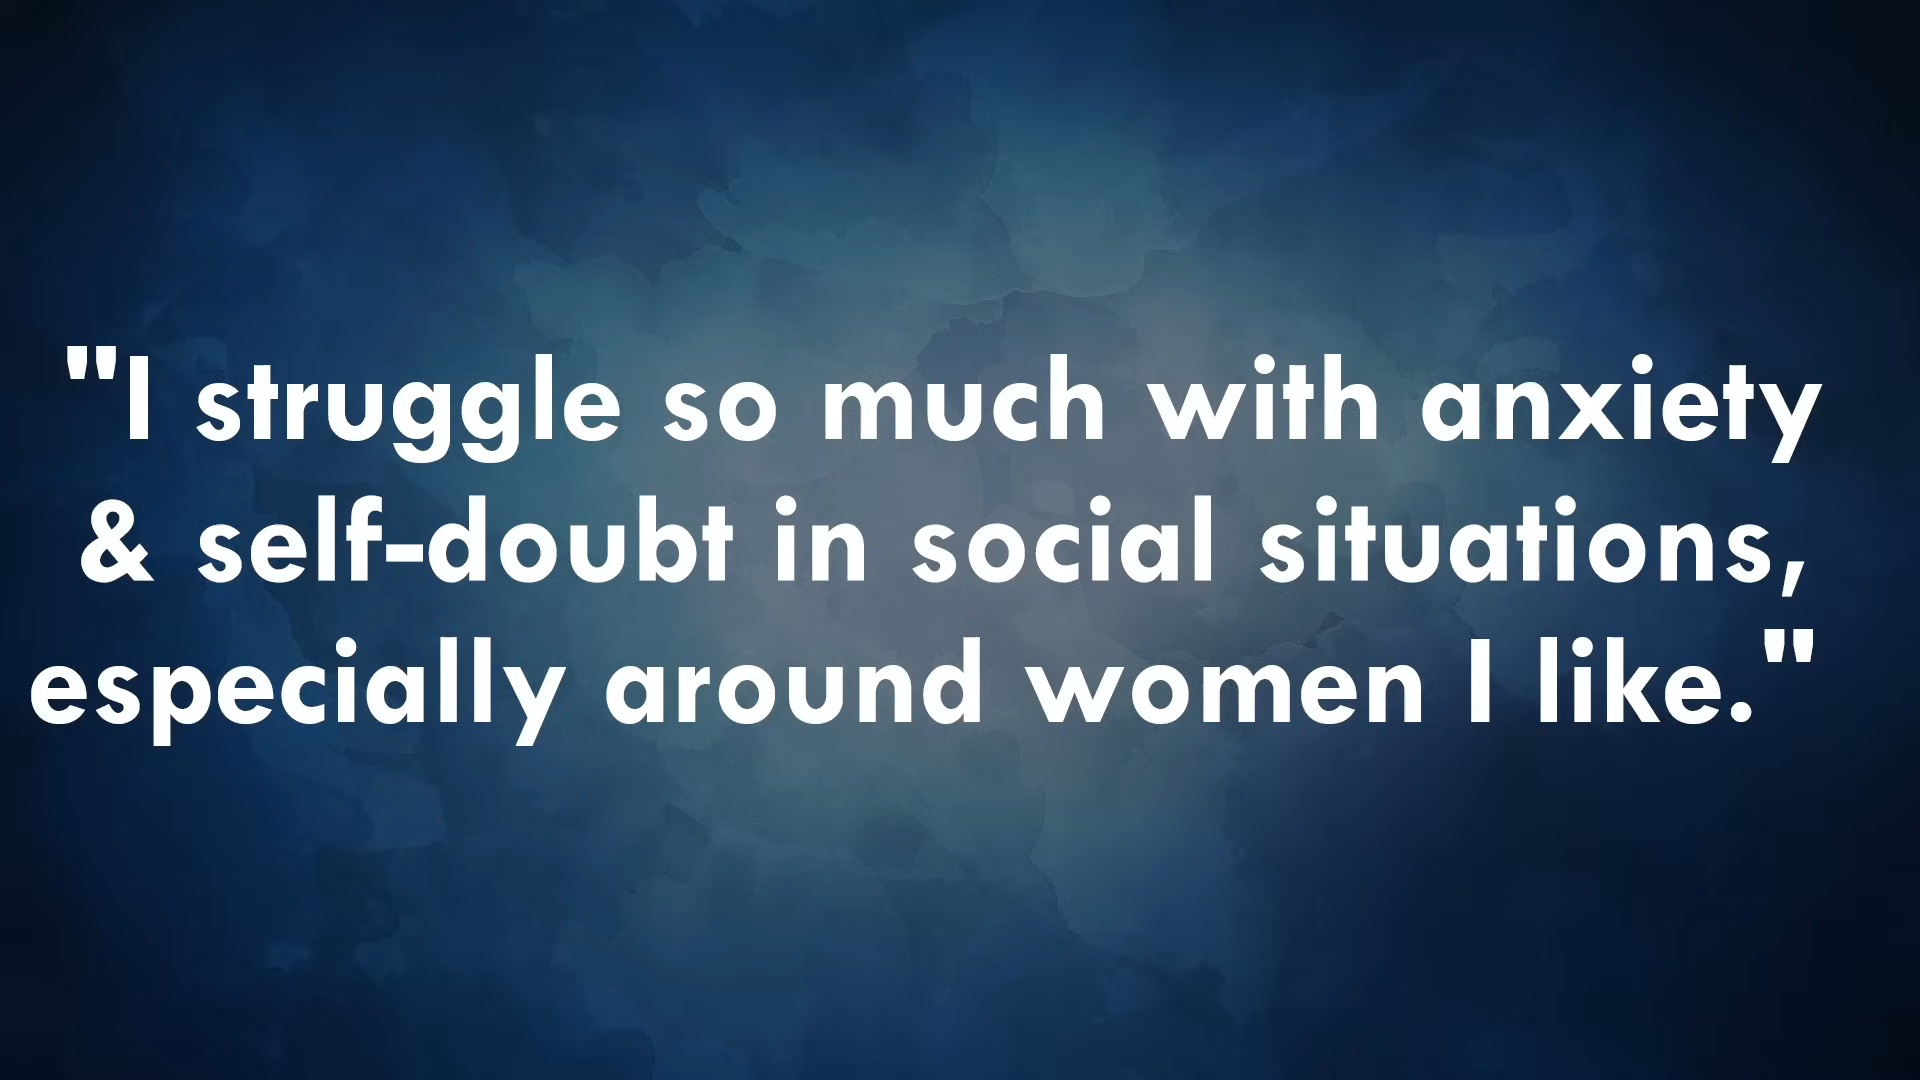 "I struggle so much with anxiety
& self-doubt in social situations,
especially around women I like."